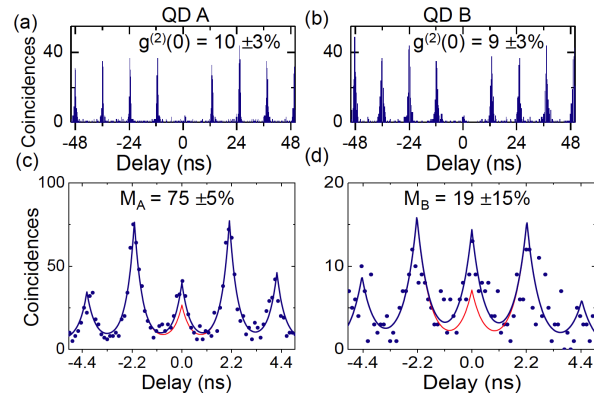 QD A
QD B
(a)
g(2)(0) = 10 ±3%
(b)
g(2)(0) = 9 ±3%
Coincidences
40
0
-48
-24
0
24
48
Delay (ns)
40
0
-48
-24
0
24
48
Delay (ns)
(c)
MA = 75 ±5%
(d)
MB = 19 ±15%
Coincidences
100
50
0
-4.4
-2.2
0.0
2.2
4.4
Delay (ns)
20
10
0
-4.4
-2.2
0.0
2.2
4.4
Delay (ns)